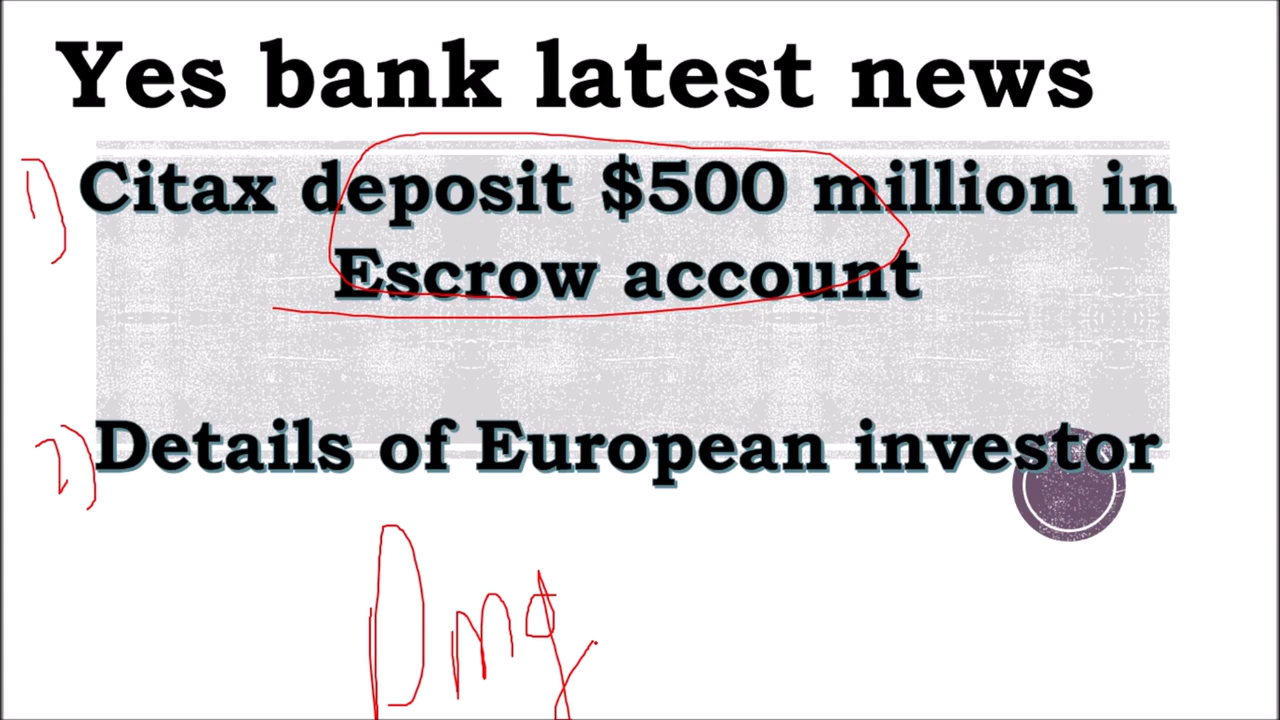 Yes bank latest news
1) Citax deposit $500 million in
Escrow account
2) Details of European investor